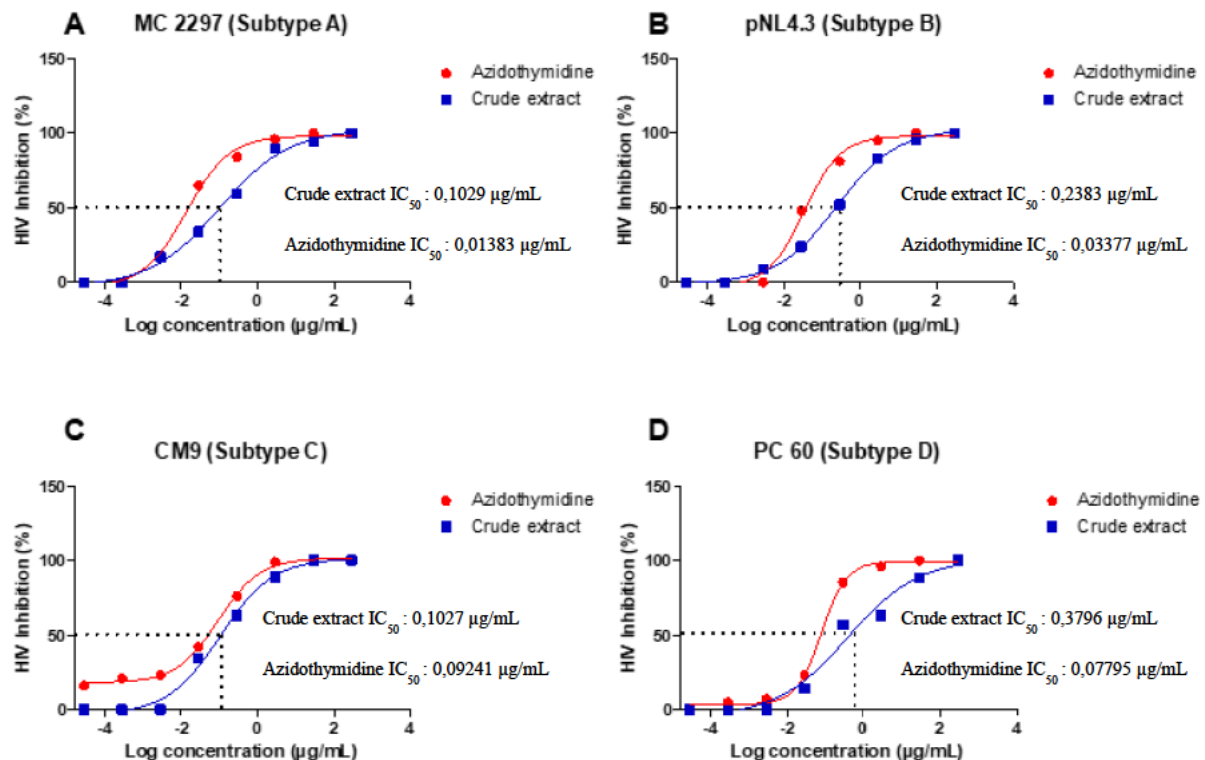 A
MC 2297 (Subtype A)
150
100
50
0
HIV Inhibition (%)
Azidothymidine
Crude extract
Crude extract IC50 : 0,1029 µg/mL
Azidothymidine IC50 : 0,01383 µg/mL
-4 -2 0 2 4
Log concentration (µg/mL)
B
pNL4.3 (Subtype B)
150
100
50
0
HIV Inhibition (%)
Azidothymidine
Crude extract
Crude extract IC50 : 0,2383 µg/mL
Azidothymidine IC50 : 0,03377 µg/mL
-4 -2 0 2 4
Log concentration (µg/mL)
C
CM9 (Subtype C)
150
100
50
0
HIV Inhibition (%)
Azidothymidine
Crude extract
Crude extract IC50 : 0,1027 µg/mL
Azidothymidine IC50 : 0,09241 µg/mL
-4 -2 0 2 4
Log concentration (µg/mL)
D
PC 60 (Subtype D)
150
100
50
0
HIV Inhibition (%)
Azidothymidine
Crude extract
Crude extract IC50 : 0,3796 µg/mL
Azidothymidine IC50 : 0,07795 µg/mL
-4 -2 0 2 4
Log concentration (µg/mL)